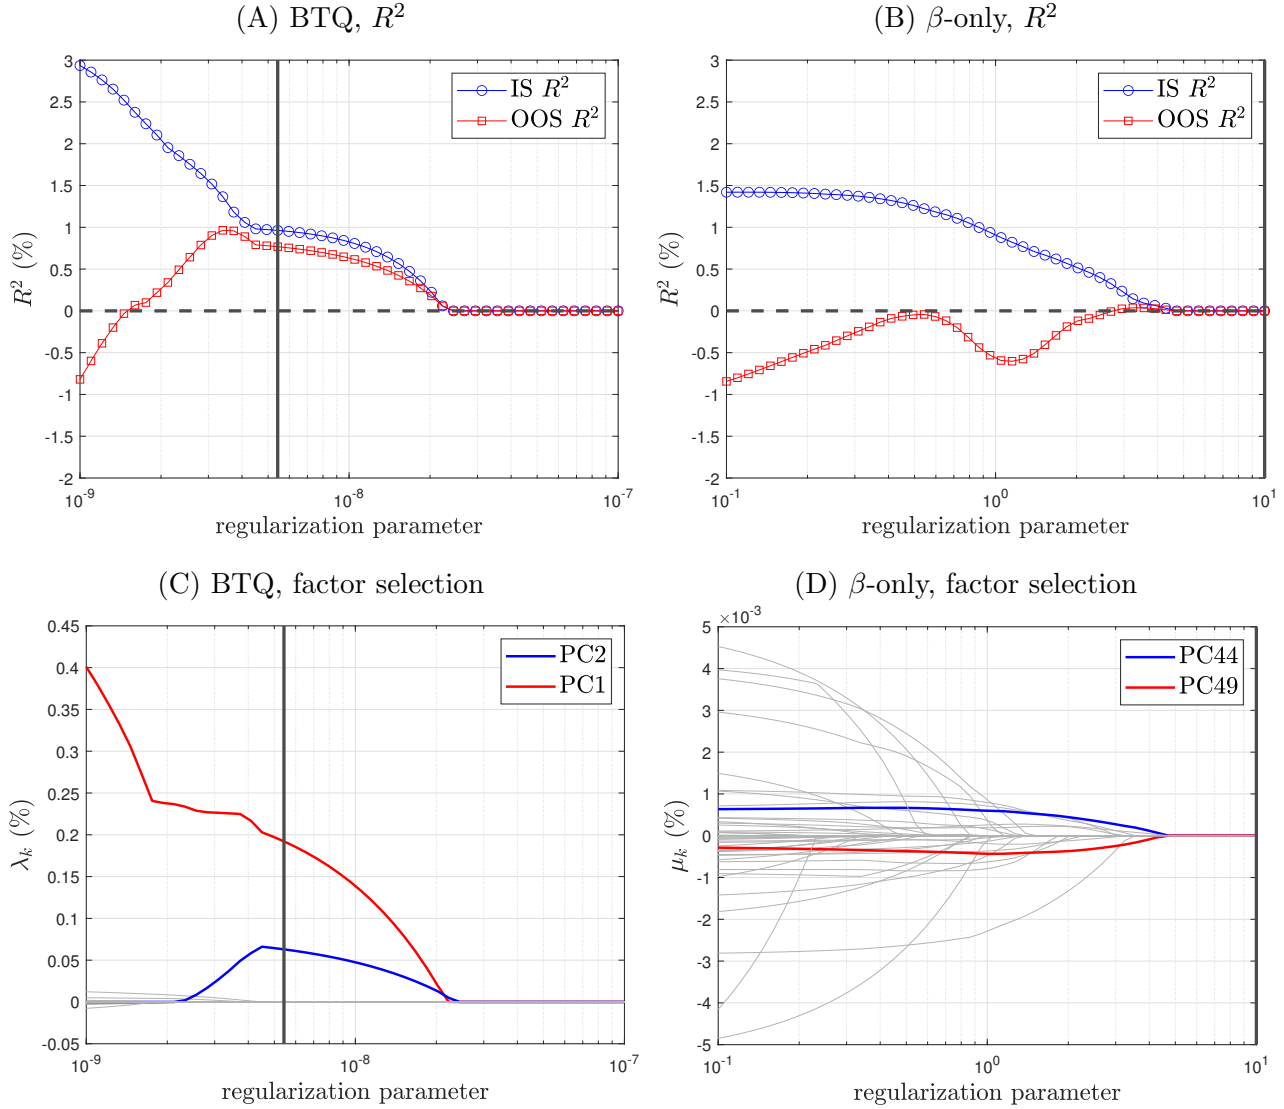 (A) BTQ, R²
3
2.5
2
1.5
1
0.5
0
-0.5
-1
-1.5
-2
R² (%)
IS R²
OOS R²
10⁻⁹
10⁻⁸
10⁻⁷
regularization parameter
(B) β-only, R²
3
2.5
2
1.5
1
0.5
0
-0.5
-1
-1.5
-2
R² (%)
IS R²
OOS R²
10⁻¹
10⁰
10¹
regularization parameter
(C) BTQ, factor selection
0.45
0.4
0.35
0.3
0.25
0.2
0.15
0.1
0.05
0
-0.05
λₖ (%)
PC2
PC1
10⁻⁹
10⁻⁸
10⁻⁷
regularization parameter
(D) β-only, factor selection
×10⁻³
5
4
3
2
1
0
-1
-2
-3
-4
-5
μₖ (%)
PC44
PC49
10⁻¹
10⁰
10¹
regularization parameter